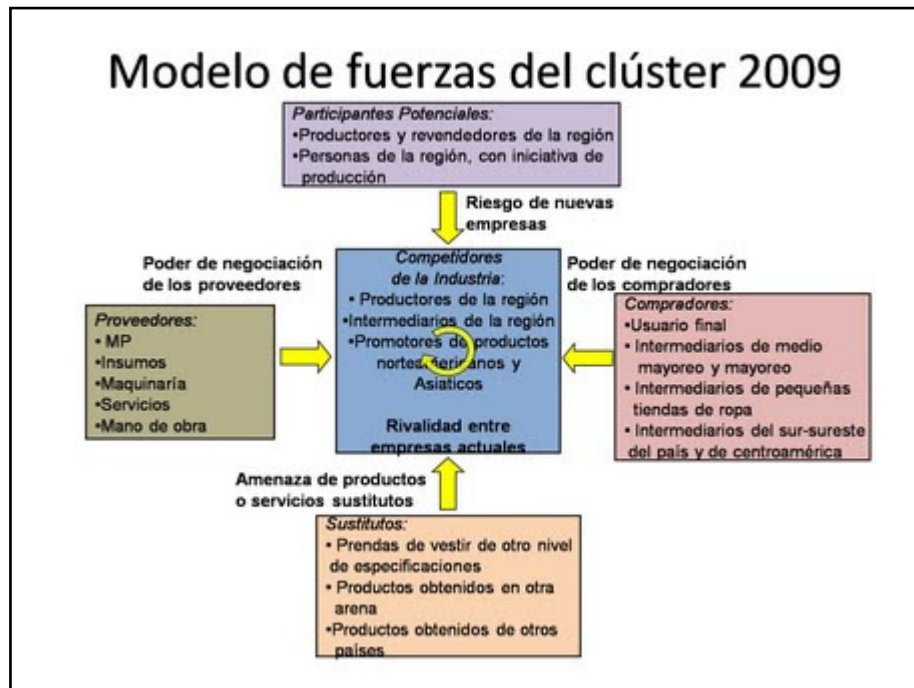 Modelo de fuerzas del clúster 2009
Participantes Potenciales:
•Productores y revendedores de la región
•Personas de la región, con iniciativa de
producción
Riesgo de nuevas
empresas
Poder de negociación
de los proveedores
Proveedores:
• MP
•Insumos
•Maquinaría
•Servicios
•Mano de obra
Competidores
de la Industria:
• Productores de la región
•Intermediarios de la región
•Promotores de productos
norteamericanos y
Asiaticos
Rivalidad entre
empresas actuales
Poder de negociación
de los compradores
Compradores:
•Usuario final
• Intermediarios de medio
mayoreo y mayoreo
• Intermediarios de pequeñas
tiendas de ropa
• Intermediarios del sur-sureste
del país y de centroamérica
Amenaza de productos
o servicios sustitutos
Sustitutos:
• Prendas de vestir de otro nivel
de especificaciones
• Productos obtenidos en otra
arena
•Productos obtenidos de otros
países